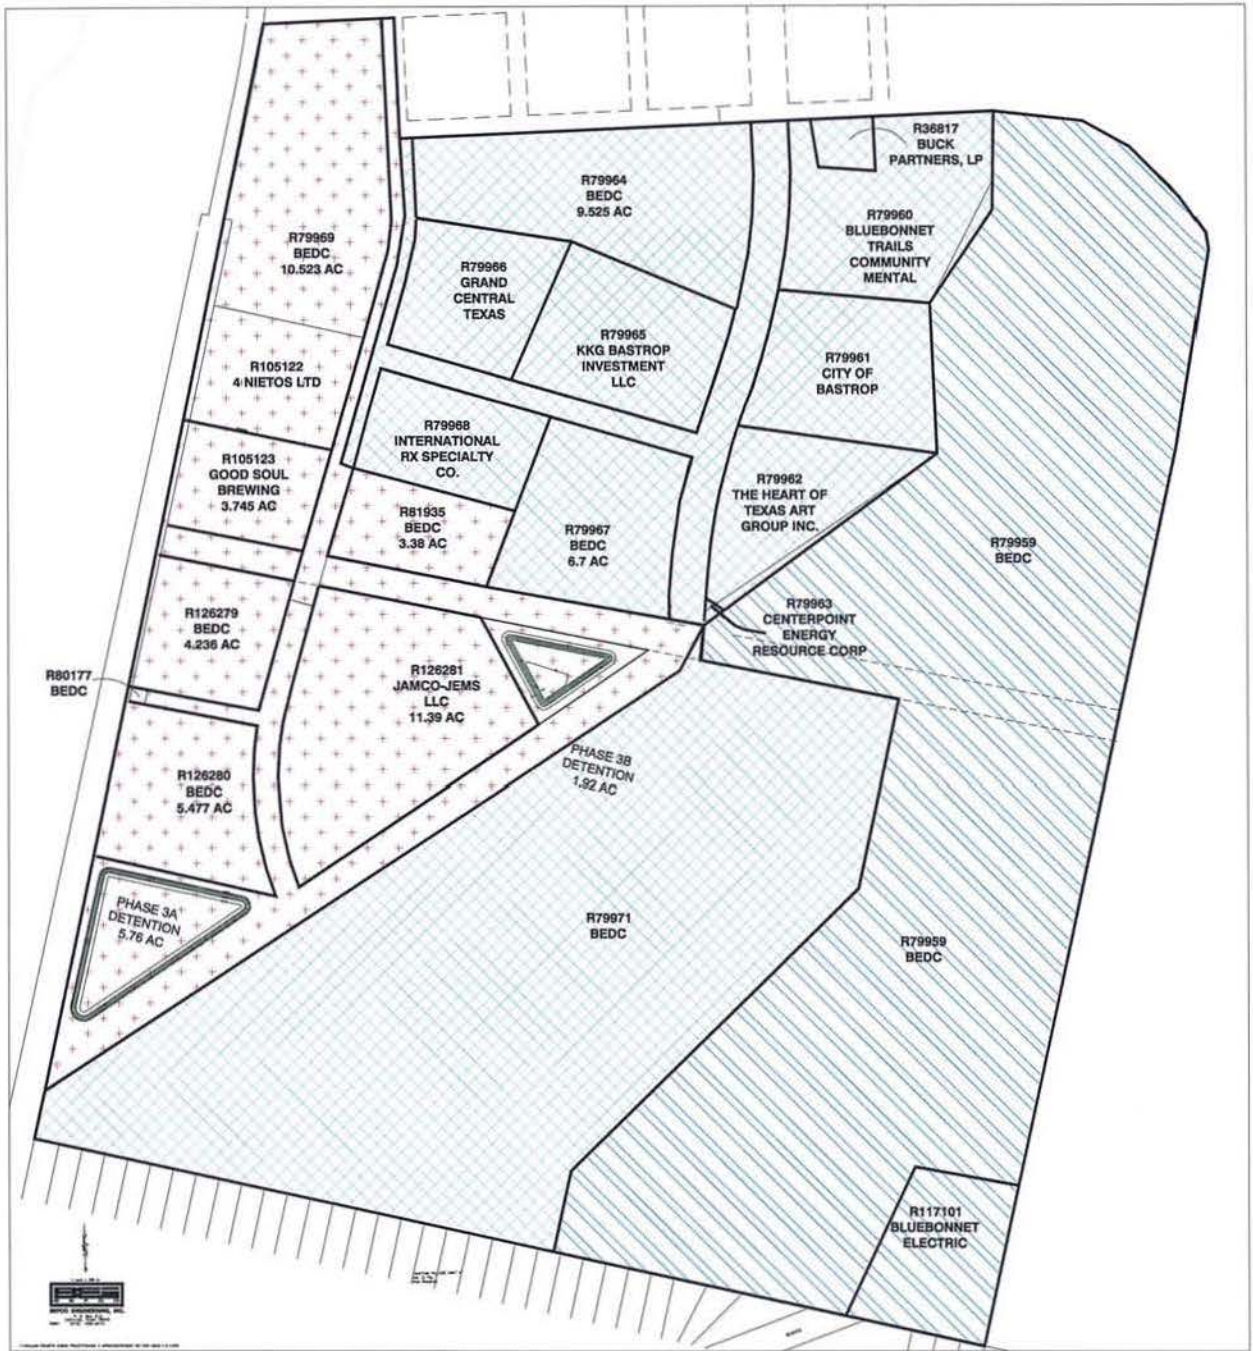 R36817
BUCK
PARTNERS, LP
R79964
BEDC
9.525 AC
R79960
BLUEBONNET
TRAILS
COMMUNITY
MENTAL
R79969
BEDC
10.523 AC
R79966
GRAND
CENTRAL
TEXAS
R79965
KKG BASTROP
INVESTMENT
LLC
R79961
CITY OF
BASTROP
R105122
4 NIETOS LTD
R79968
INTERNATIONAL
RX SPECIALTY
CO.
R105123
GOOD SOUL
BREWING
3.745 AC
R79962
THE HEART OF
TEXAS ART
GROUP INC.
R81935
BEDC
3.38 AC
R79967
BEDC
6.7 AC
R79959
BEDC
R79963
CENTERPOINT
ENERGY
RESOURCE CORP
R126279
BEDC
4.236 AC
R80177
BEDC
R126281
JAMCO-JEMS
LLC
11.39 AC
PHASE 3B
DETENTION
1.92 AC
R126280
BEDC
5.477 AC
PHASE 3A
DETENTION
5.76 AC
R79971
BEDC
R79959
BEDC
R117101
BLUEBONNET
ELECTRIC